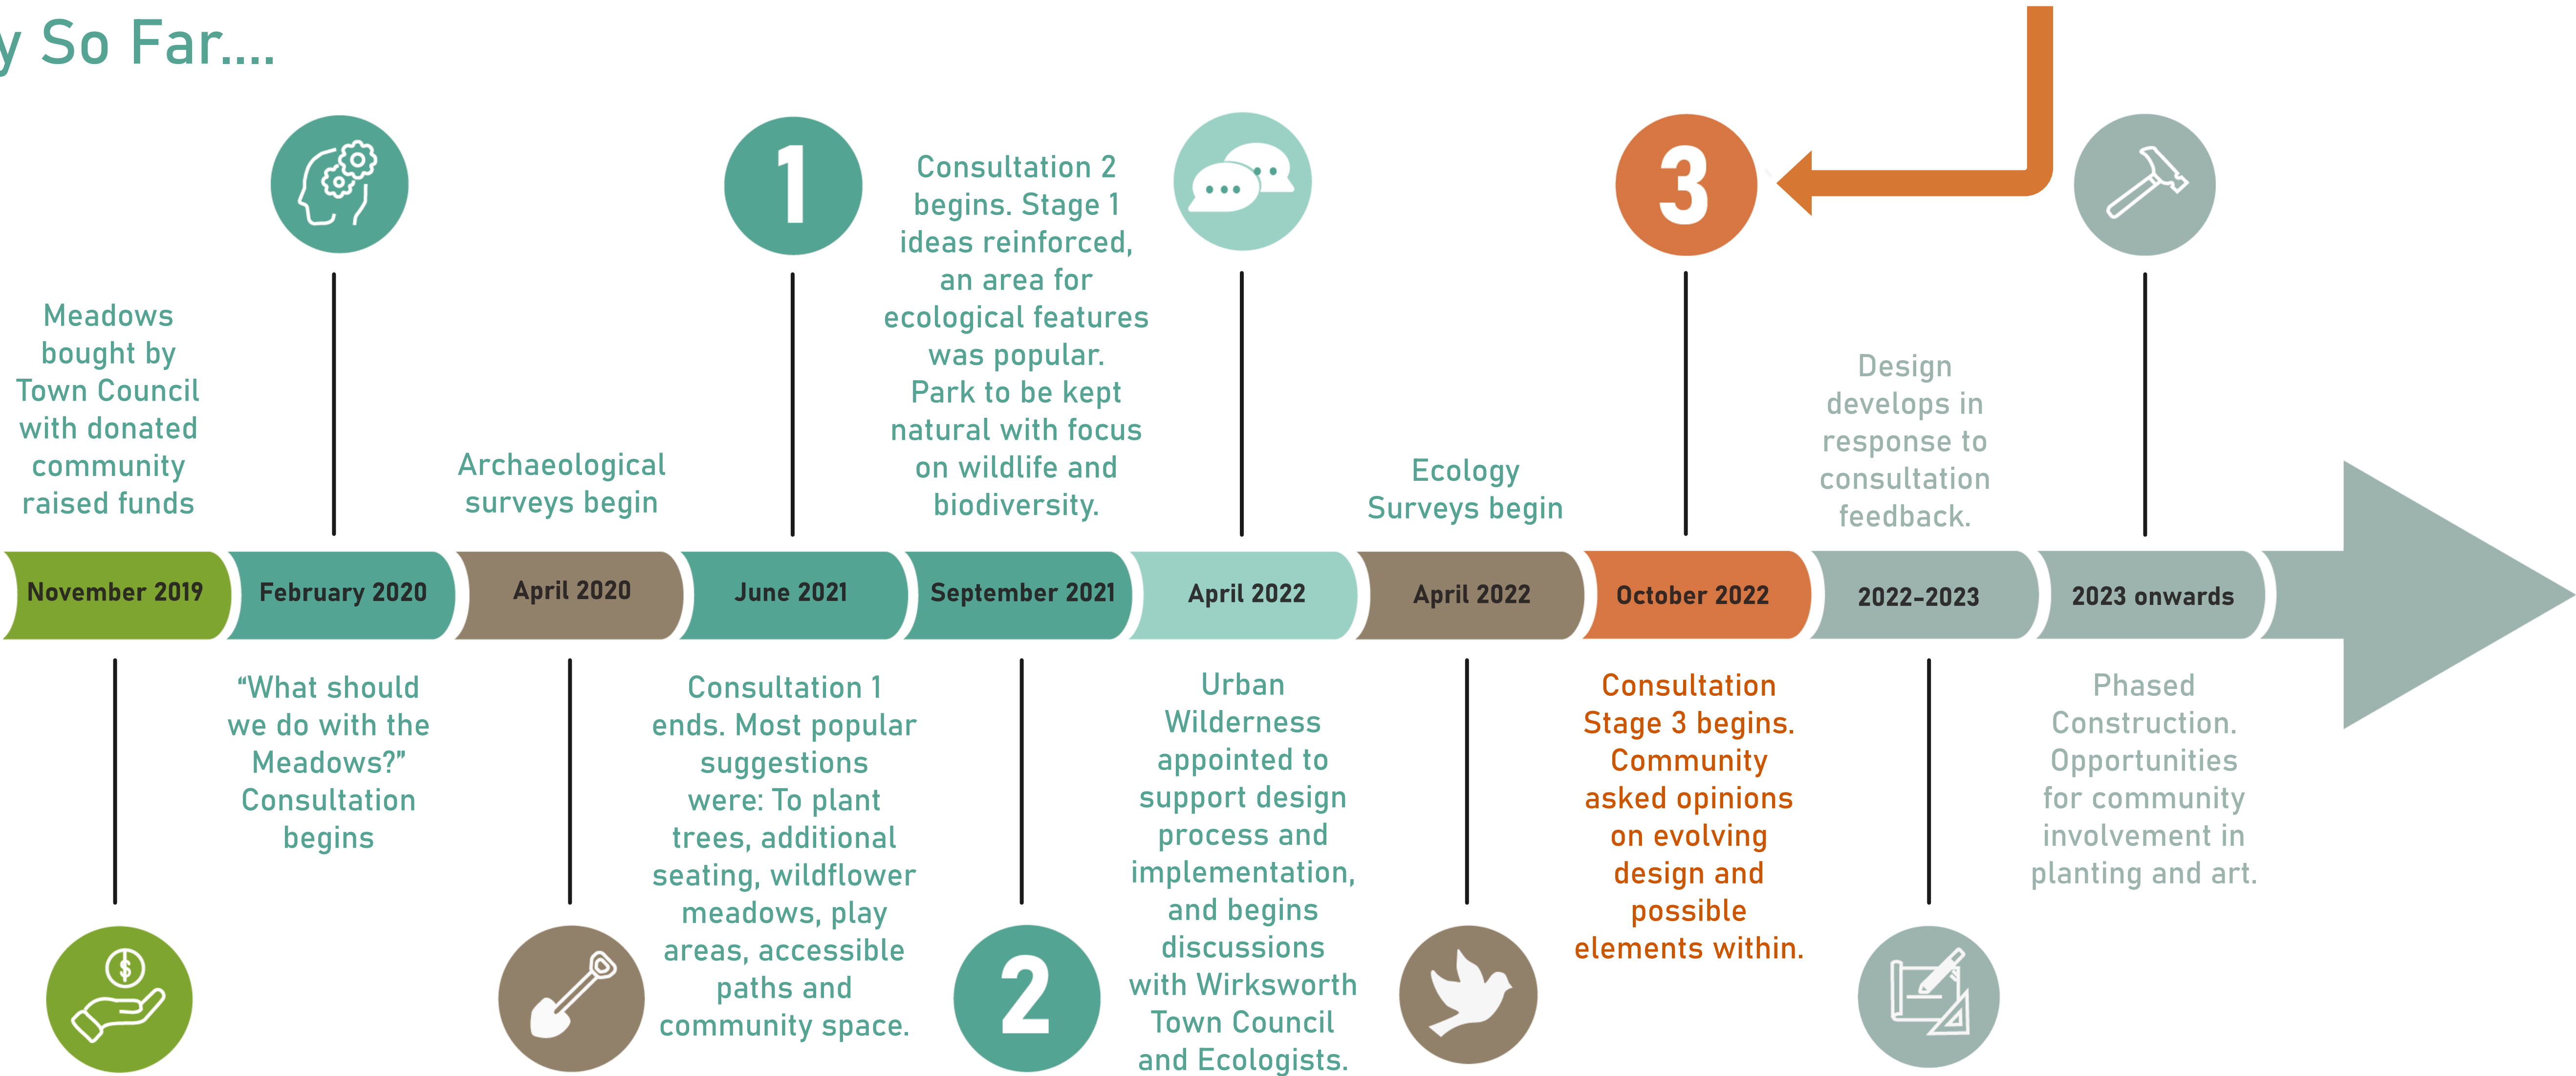 y So Far....
Meadows
bought by
Town Council
with donated
community
raised funds
November 2019
February 2020
“What should
we do with the
Meadows?”
Consultation
begins
Archaeological
surveys begin
April 2020
1
June 2021
Consultation 1
ends. Most popular
suggestions
were: To plant
trees, additional
seating, wildflower
meadows, play
areas, accessible
paths and
community space.
Consultation 2
begins. Stage 1
ideas reinforced,
an area for
ecological features
was popular.
Park to be kept
natural with focus
on wildlife and
biodiversity.
September 2021
2
April 2022
Urban
Wilderness
appointed to
support design
process and
implementation,
and begins
discussions
with Wirksworth
Town Council
and Ecologists.
Ecology
Surveys begin
April 2022
3
October 2022
Consultation
Stage 3 begins.
Community
asked opinions
on evolving
design and
possible
elements within.
Design
develops in
response to
consultation
feedback.
2022-2023
2023 onwards
Phased
Construction.
Opportunities
for community
involvement in
planting and art.
$